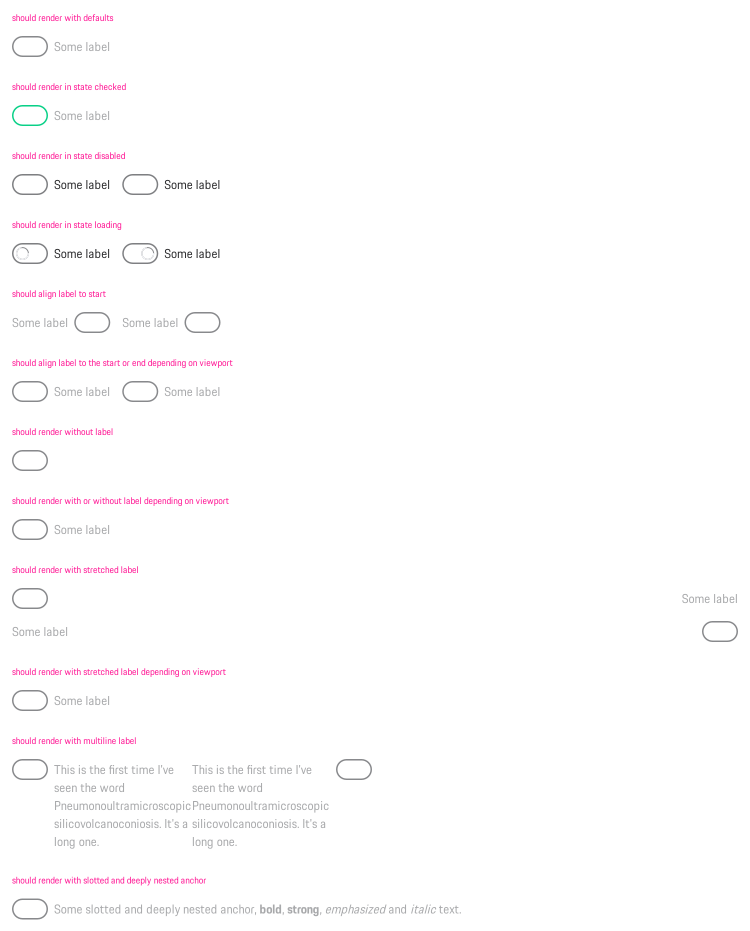 should render with defaults
Some label
should render in state checked
Some label
should render in state disabled
Some label Some label
should render in state loading
Some label Some label
should align label to start
Some label Some label
should align label to the start or end depending on viewport
Some label Some label
should render without label
should render with or without label depending on viewport
Some label
should render with stretched label
Some label
Some label
should render with stretched label depending on viewport
Some label
should render with multiline label
This is the first time I've
seen the word
Pneumonoultramicroscopic
silicovolcanoconiosis. It's a
long one.
This is the first time I've
seen the word
Pneumonoultramicroscopic
silicovolcanoconiosis. It's a
long one.
should render with slotted and deeply nested anchor
Some slotted and deeply nested anchor, bold, strong, emphasized and italic text.